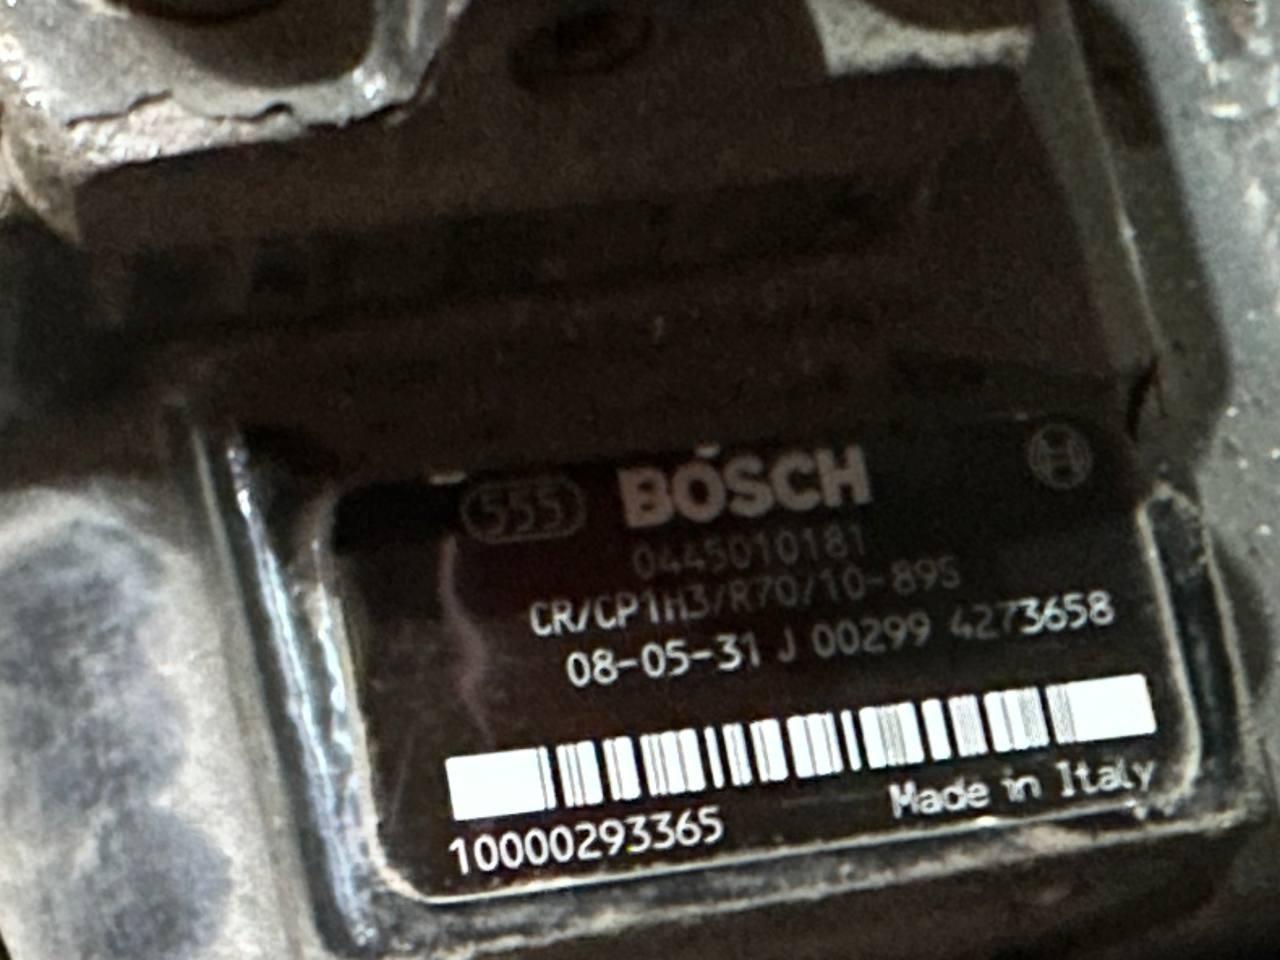 555 BOSCH
0445010181
CR/CP1H3/R70/10-89S
08-05-31 J 00299 4273658
10000293365
Made in Italy